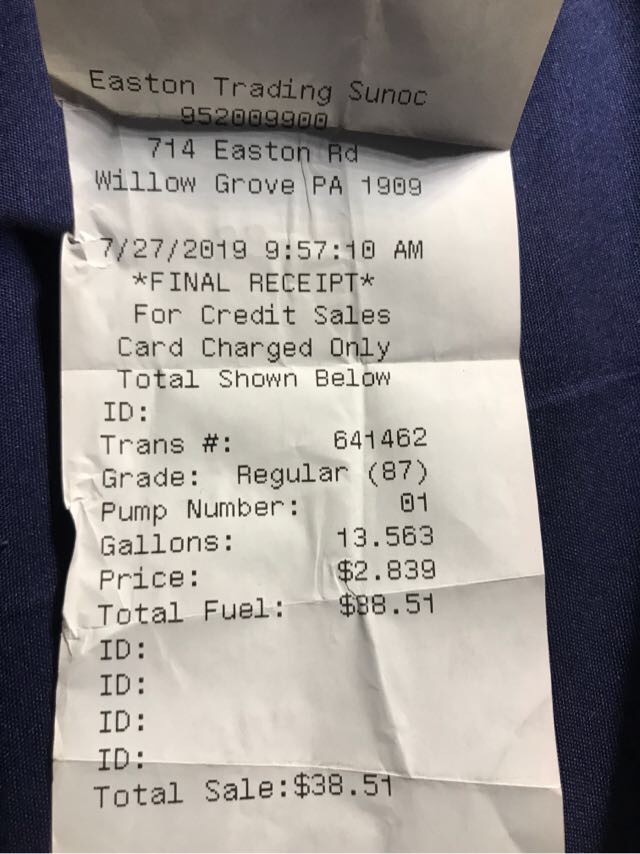 Easton Trading Sunoc
952009900
714 Easton Rd
Willow Grove PA 1909
7/27/2019 9:57:10 AM
*FINAL RECEIPT*
For Credit Sales
Card Charged Only
Total Shown Below
ID:
Trans #: 641462
Grade: Regular (87)
Pump Number: 01
Gallons: 13.563
Price: $2.839
Total Fuel: $38.51
ID:
ID:
ID:
ID:
Total Sale:$38.51